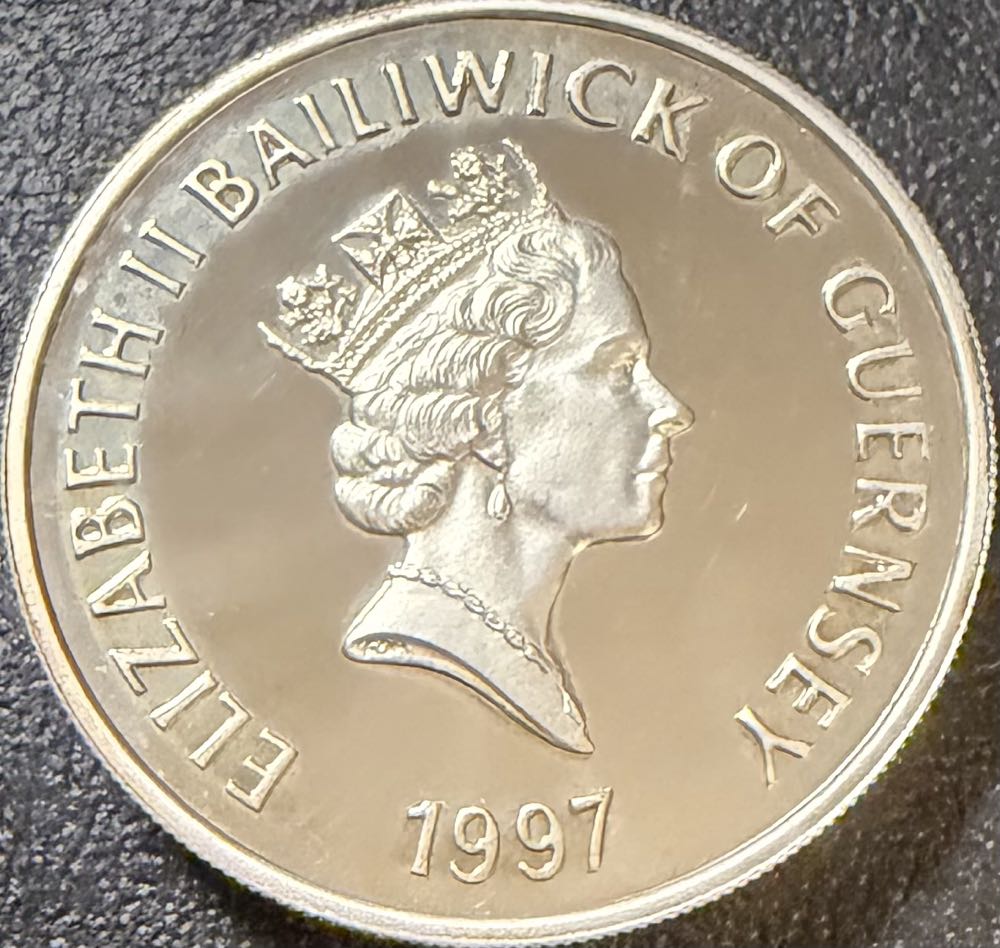 ELIZABETH II BAILIWICK OF GUERNSEY
1997